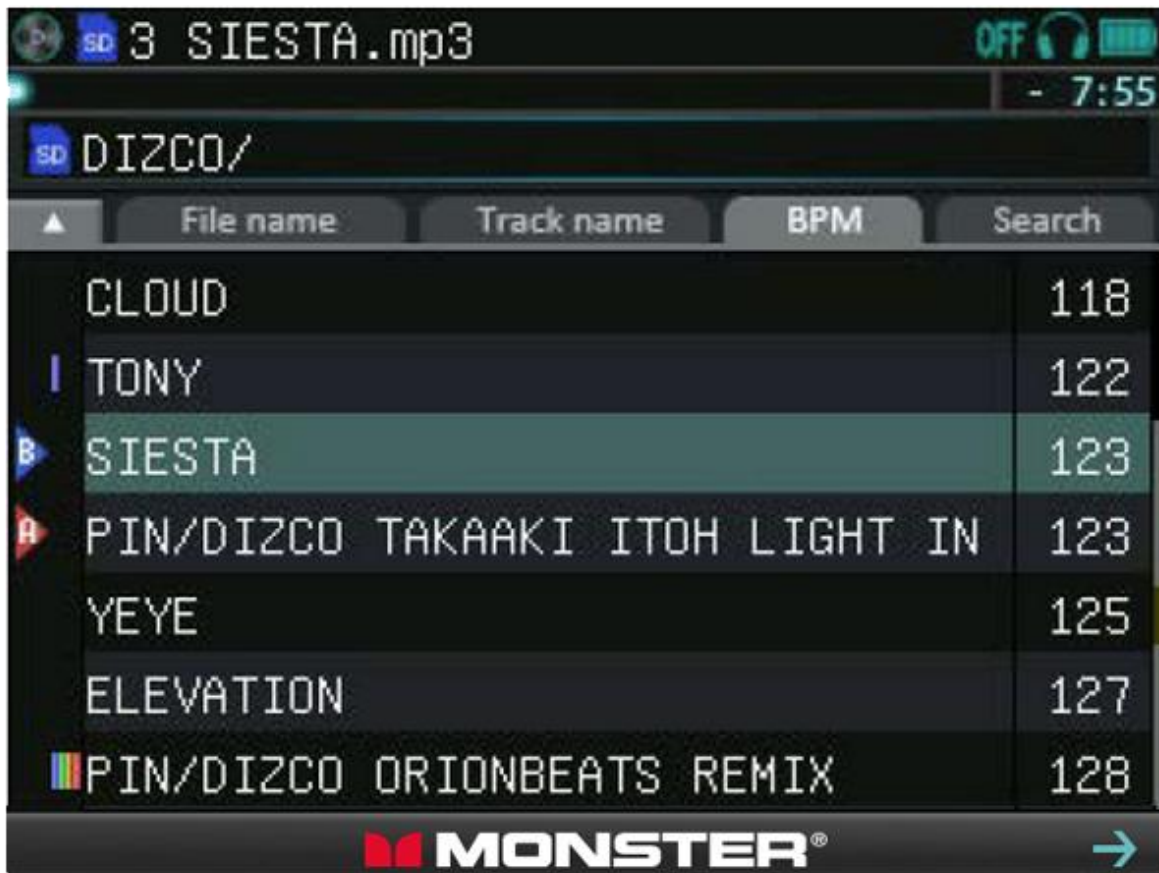 SD 3 SIESTA.mp3 OFF
- 7:55
SD DIZCO/
▲ File name Track name BPM Search
CLOUD 118
TONY 122
B SIESTA 123
A PIN/DIZCO TAKAAKI ITOH LIGHT IN 123
YEYE 125
ELEVATION 127
PIN/DIZCO ORIONBEATS REMIX 128
MONSTER® →